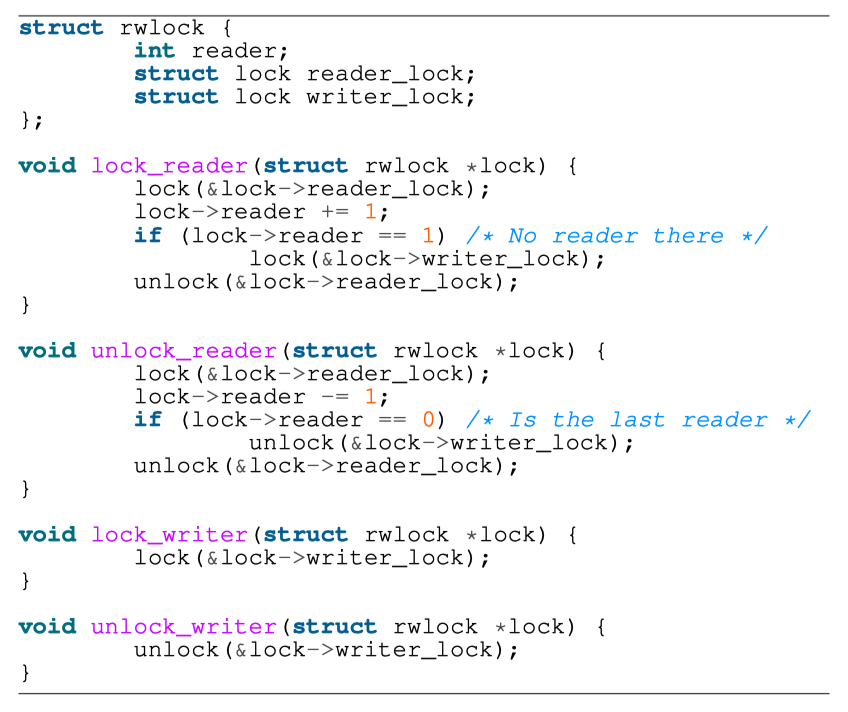 struct rwlock {
        int reader;
        struct lock reader_lock;
        struct lock writer_lock;
};

void lock_reader(struct rwlock *lock) {
        lock(&lock->reader_lock);
        lock->reader += 1;
        if (lock->reader == 1) /* No reader there */
                lock(&lock->writer_lock);
        unlock(&lock->reader_lock);
}

void unlock_reader(struct rwlock *lock) {
        lock(&lock->reader_lock);
        lock->reader -= 1;
        if (lock->reader == 0) /* Is the last reader */
                unlock(&lock->writer_lock);
        unlock(&lock->reader_lock);
}

void lock_writer(struct rwlock *lock) {
        lock(&lock->writer_lock);
}

void unlock_writer(struct rwlock *lock) {
        unlock(&lock->writer_lock);
}